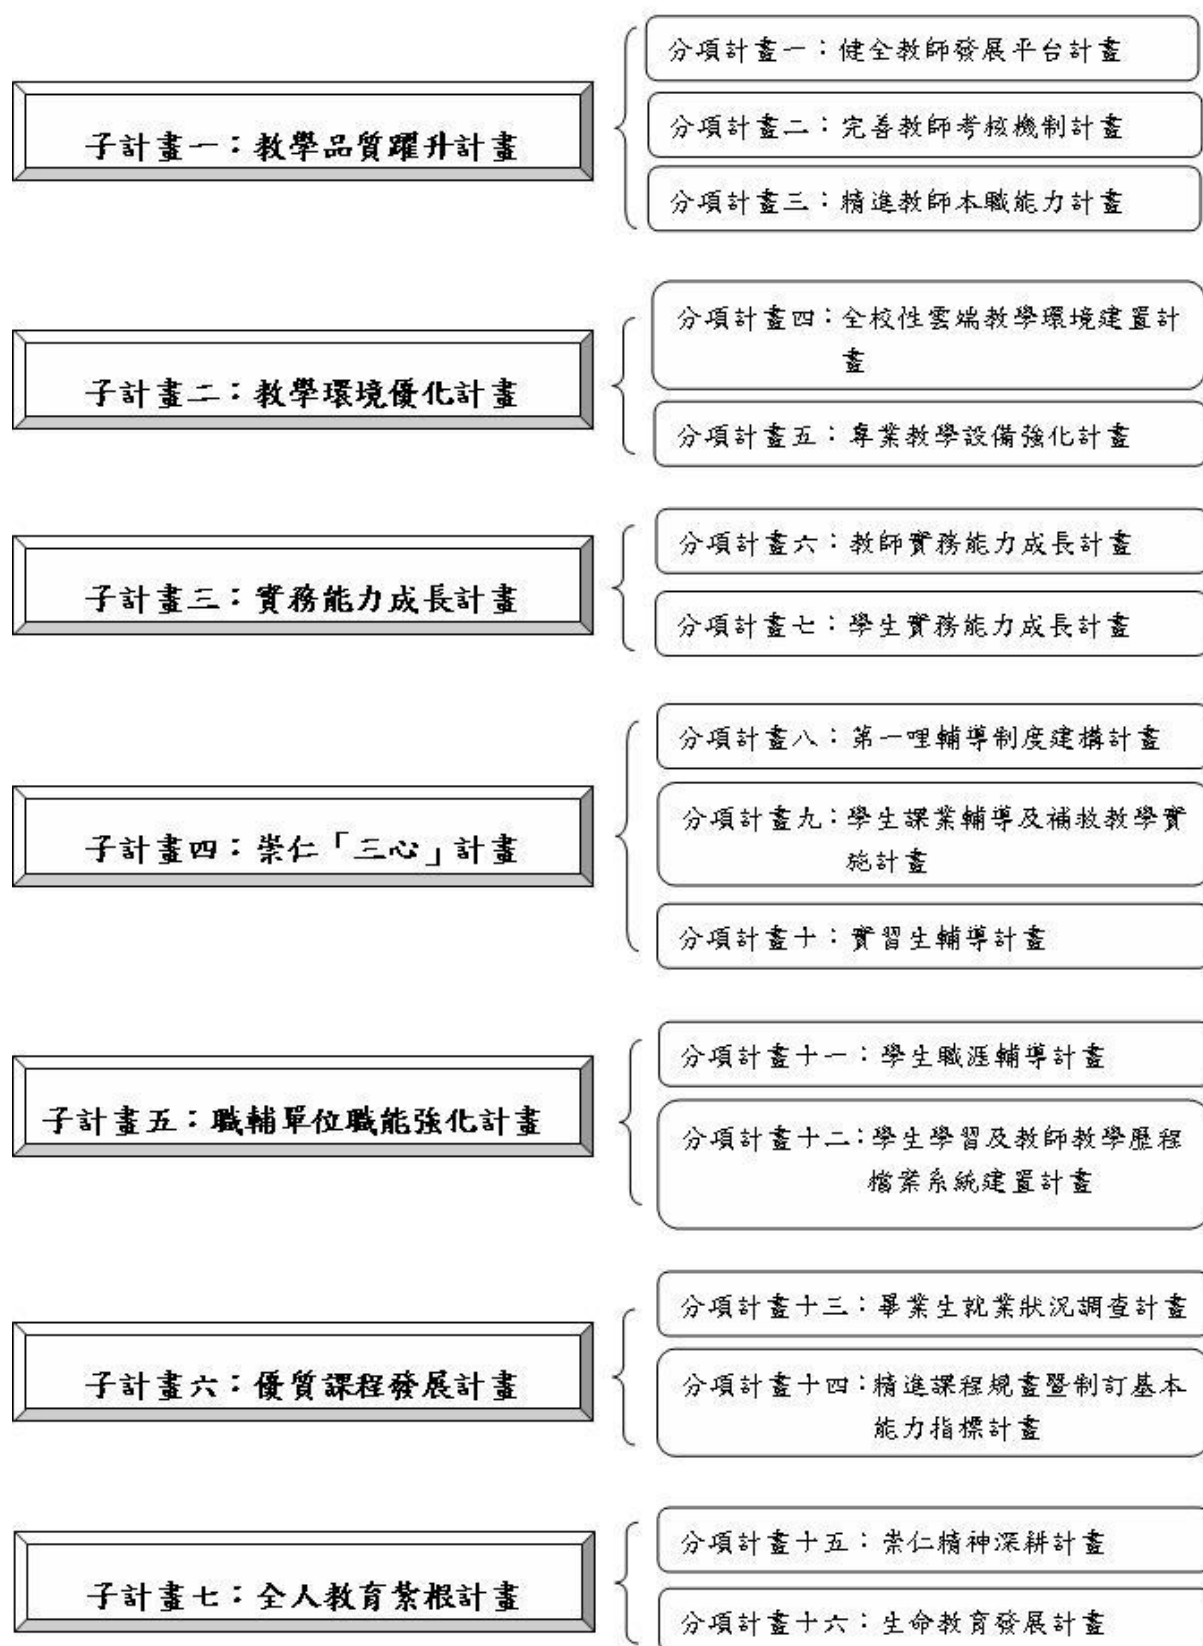 子計畫一：教學品質躍升計畫
分項計畫一：健全教師發展平台計畫
分項計畫二：完善教師考核機制計畫
分項計畫三：精進教師本職能力計畫
子計畫二：教學環境優化計畫
分項計畫四：全校性雲端教學環境建置計
畫
分項計畫五：專業教學設備強化計畫
子計畫三：實務能力成長計畫
分項計畫六：教師實務能力成長計畫
分項計畫七：學生實務能力成長計畫
子計畫四：崇仁「三心」計畫
分項計畫八：第一哩輔導制度建構計畫
分項計畫九：學生課業輔導及補救教學實
施計畫
分項計畫十：實習生輔導計畫
子計畫五：職輔單位職能強化計畫
分項計畫十一：學生職涯輔導計畫
分項計畫十二：學生學習及教師教學歷程
檔案系統建置計畫
子計畫六：優質課程發展計畫
分項計畫十三：畢業生就業狀況調查計畫
分項計畫十四：精進課程規畫暨制訂基本
能力指標計畫
子計畫七：全人教育紮根計畫
分項計畫十五：崇仁精神深耕計畫
分項計畫十六：生命教育發展計畫